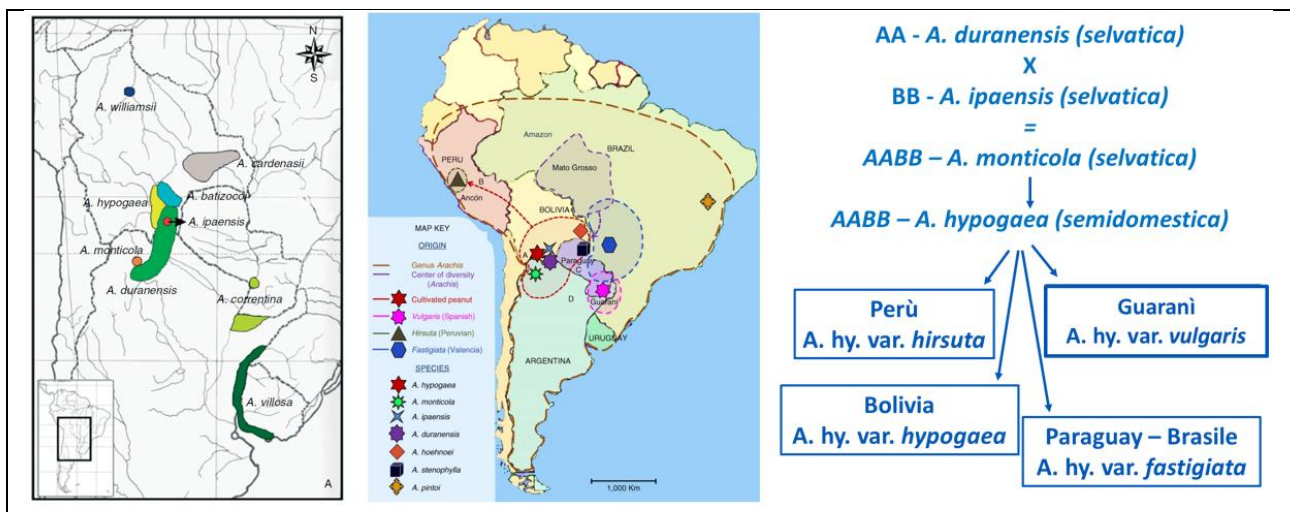 N
S
A. williamsii
A. cardenasii
A. batizocoi
A. hypogaea
A. ipaensis
A. monticola
A. duranensis
A. correntina
A. villosa
A
Amazon
BRAZIL
PERU
Mato Grosso
B
Ancón
BOLIVIA
A
Paraguay
C
D
Guarani
URUGUAY
ARGENTINA
1,000 Km
MAP KEY
ORIGIN
Genus Arachis
Center of diversity
(Arachis)
Cultivated peanut
Vulgaris (Spanish)
Hirsuta (Peruvian)
Fastigiata (Valencia)
SPECIES
A. hypogaea
A. monticola
A. ipaensis
A. duranensis
A. hoehnei
A. stenophylla
A. pintoi
AA - A. duranensis (selvatica)
X
BB - A. ipaensis (selvatica)
=
AABB – A. monticola (selvatica)
AABB – A. hypogaea (semidomestica)
Perù
A. hy. var. hirsuta
Guaranì
A. hy. var. vulgaris
Bolivia
A. hy. var. hypogaea
Paraguay – Brasile
A. hy. var. fastigiata